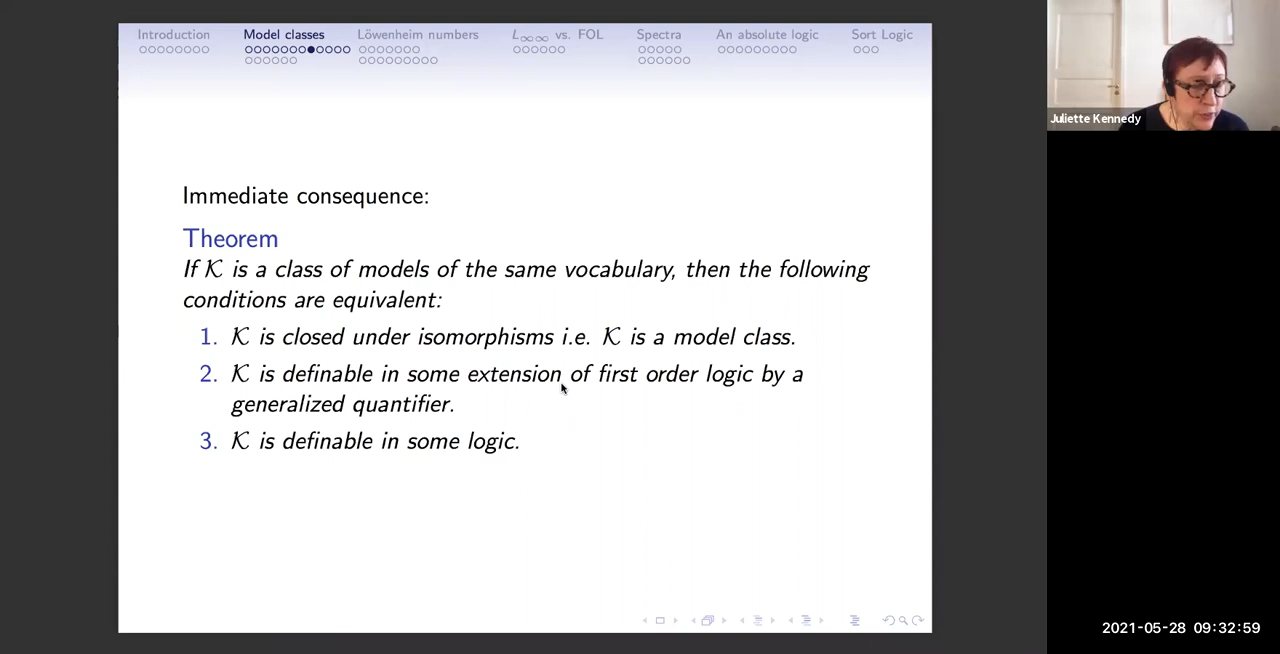 Introduction Model classes Löwenheim numbers L∞∞ vs. FOL Spectra An absolute logic Sort Logic
Immediate consequence:
Theorem
If K is a class of models of the same vocabulary, then the following
conditions are equivalent:
1. K is closed under isomorphisms i.e. K is a model class.
2. K is definable in some extension of first order logic by a
generalized quantifier.
3. K is definable in some logic.
Juliette Kennedy
2021-05-28 09:32:59